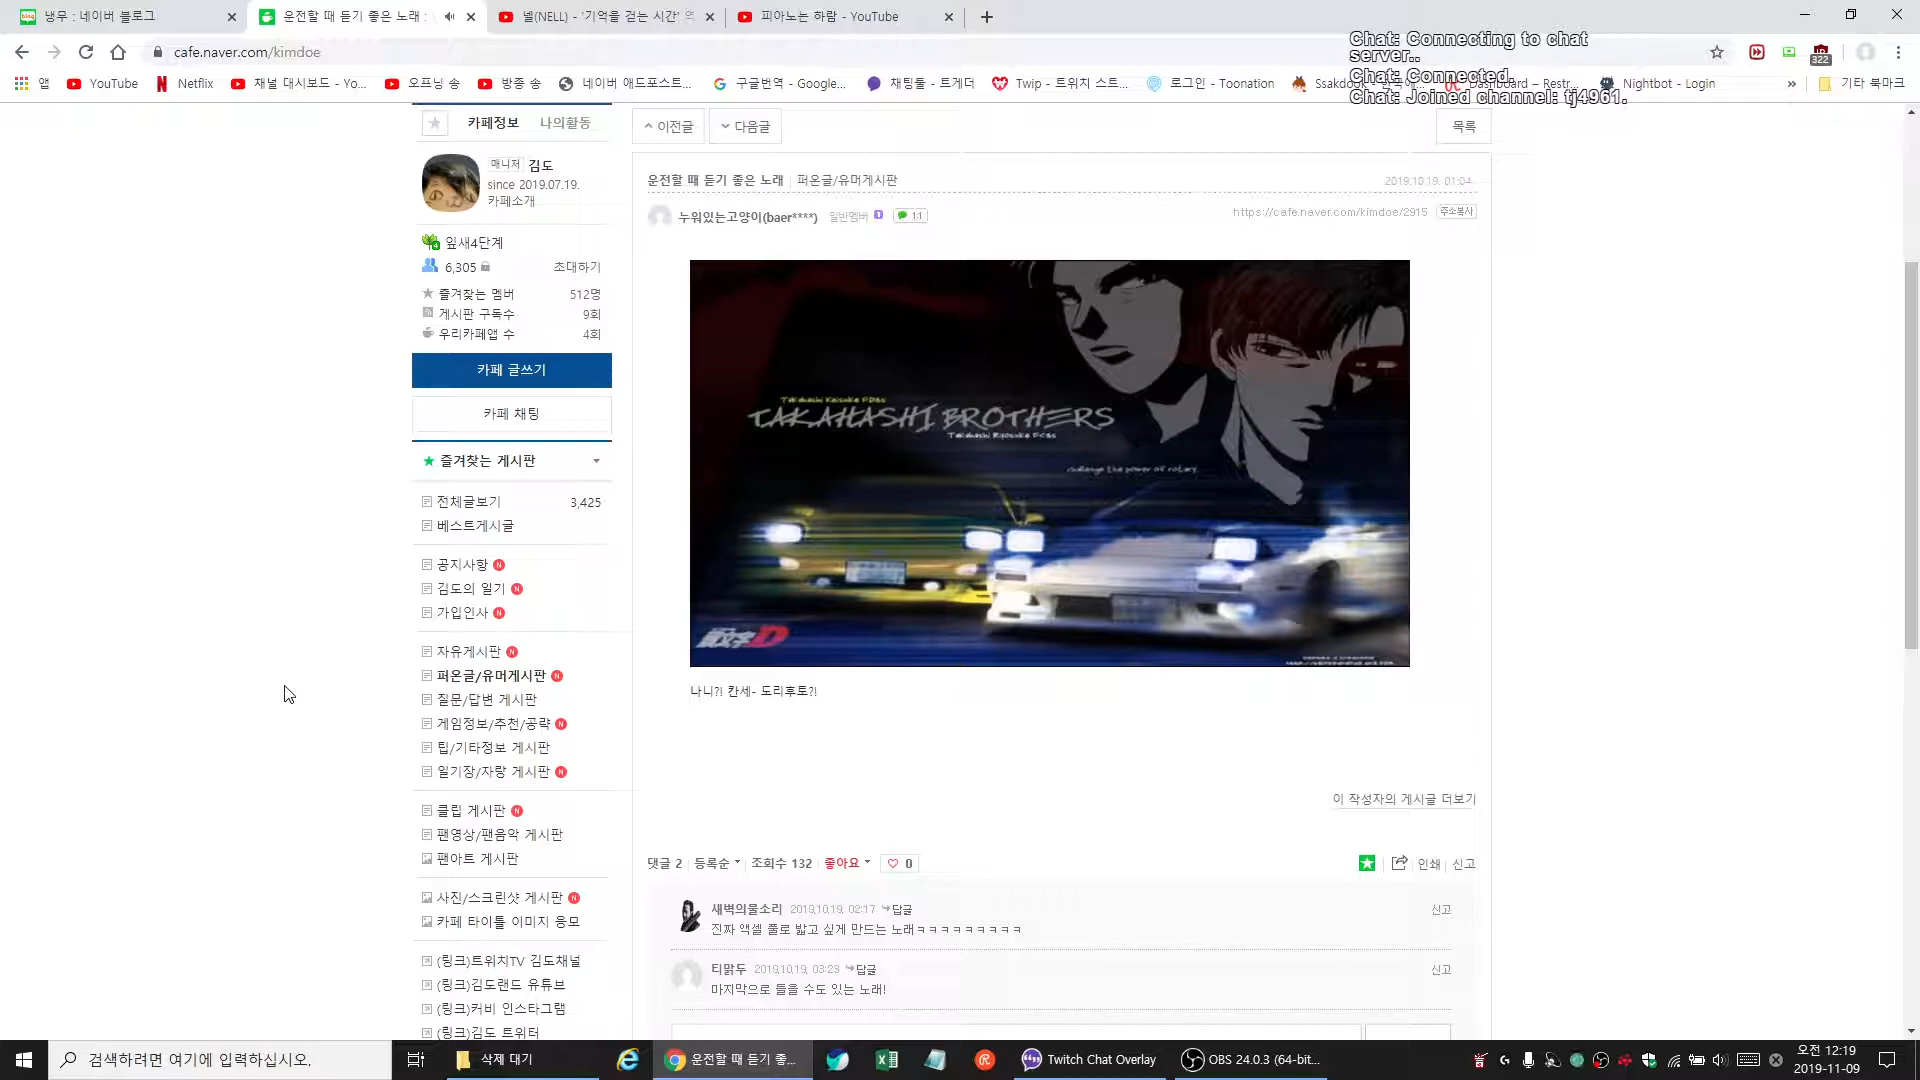 냉무 : 네이버 블로그
운전할 때 듣기 좋은 노래 :
넬(NELL) - '기억을 걷는 시간'
피아노는 하람 - YouTube
cafe.naver.com/kimdoe
322
Chat: Connecting to chat
server..
Chat: Connected.
Chat: Joined channel: tj4961.
앱
YouTube
Netflix
채널 대시보드 - Yo...
오프닝 송
방종 송
네이버 애드포스트...
구글번역 - Google...
채팅툴 - 트게더
Twip - 트위치 스트...
로그인 - Toonation
Dashboard – Restr...
Nightbot - Login
»
기타 북마크
카페정보 나의활동
매니저 김도
since 2019.07.19.
카페소개
잎새4단계
6,305
초대하기
즐겨찾는 멤버 512명
게시판 구독수 9회
우리카페앱 수 4회
카페 글쓰기
카페 채팅
즐겨찾는 게시판
전체글보기 3,425
베스트게시글
공지사항 N
김도의 일기 N
가입인사 N
자유게시판 N
퍼온글/유머게시판 N
질문/답변 게시판
게임정보/추천/공략 N
팁/기타정보 게시판
일기장/자랑 게시판 N
클립 게시판 N
팬영상/팬음악 게시판
팬아트 게시판
사진/스크린샷 게시판 N
카페 타이틀 이미지 응모
(링크)트위치TV 김도채널
(링크)김도랜드 유튜브
(링크)커비 인스타그램
(링크)김도 트위터
이전글 다음글 목록
운전할 때 듣기 좋은 노래 | 퍼온글/유머게시판 2019.10.19. 01:04
누워있는고양이(baer****) 일반멤버 1:1
https://cafe.naver.com/kimdoe/2915 주소복사
Takahashi Keisuke FD3s
TAKAHASHI BROTHERS
Takahashi Ryosuke FC3s
challenge the power of rotary.
頭文字D
나니?! 칸세- 도리후토?!
이 작성자의 게시글 더보기
댓글 2 등록순 조회수 132 좋아요 0
인쇄 | 신고
새벽의물소리 2019.10.19. 02:17 답글 신고
진짜 액셀 풀로 밟고 싶게 만드는 노래ㅋㅋㅋㅋㅋㅋㅋㅋㅋ
티맑두 2019.10.19. 03:23 답글 신고
마지막으로 들을 수도 있는 노래!
검색하려면 여기에 입력하십시오.
삭제 대기
운전할 때 듣기 좋...
Twitch Chat Overlay
OBS 24.0.3 (64-bit...
오전 12:19
2019-11-09